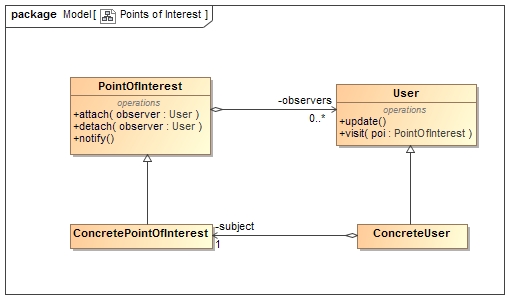 package Model [ Points of Interest ]
PointOfInterest
operations
+attach( observer : User )
+detach( observer : User )
+notify()
-observers
0..*
User
operations
+update()
+visit( poi : PointOfInterest )
ConcretePointOfInterest
-subject
1
ConcreteUser